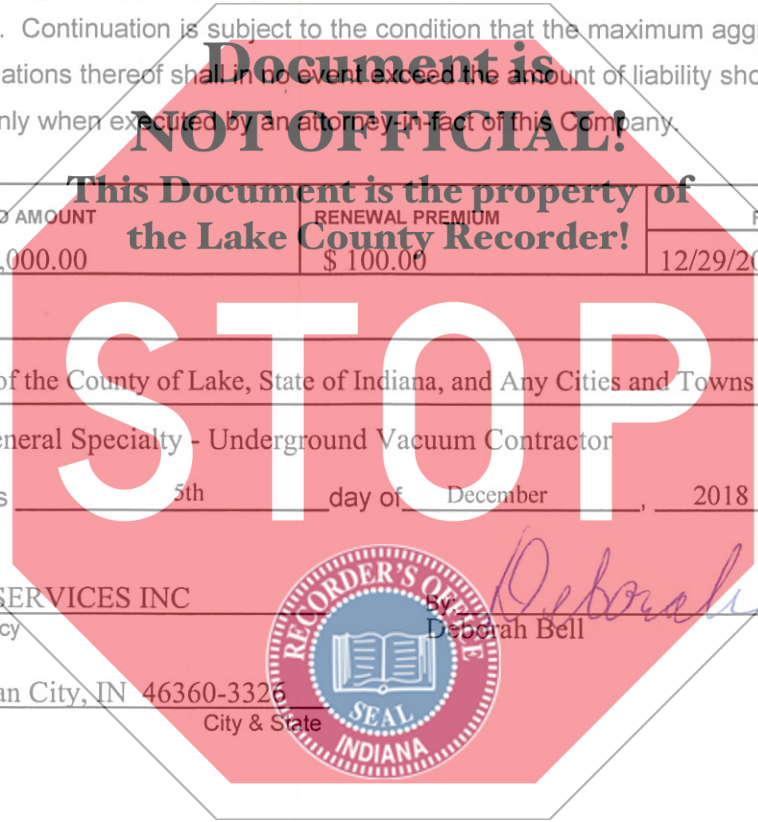 . Continuation is subject to the condition that the maximum aggr
Document is
ations thereof shall in no event exceed the amount of liability sho
NOT OFFICIAL!
nly when executed by an attorney-in-fact of this Company.
This Document is the property of
the Lake County Recorder!
D AMOUNT RENEWAL PREMIUM
,000.00 $ 100.00 12/29/20
STOP
of the County of Lake, State of Indiana, and Any Cities and Towns
eneral Specialty - Underground Vacuum Contractor
s 5th day of December , 2018
SERVICES INC By: Deborah
cy Deborah Bell
an City, IN 46360-3326
City & State
RECORDER'S OFFICE
SEAL
INDIANA